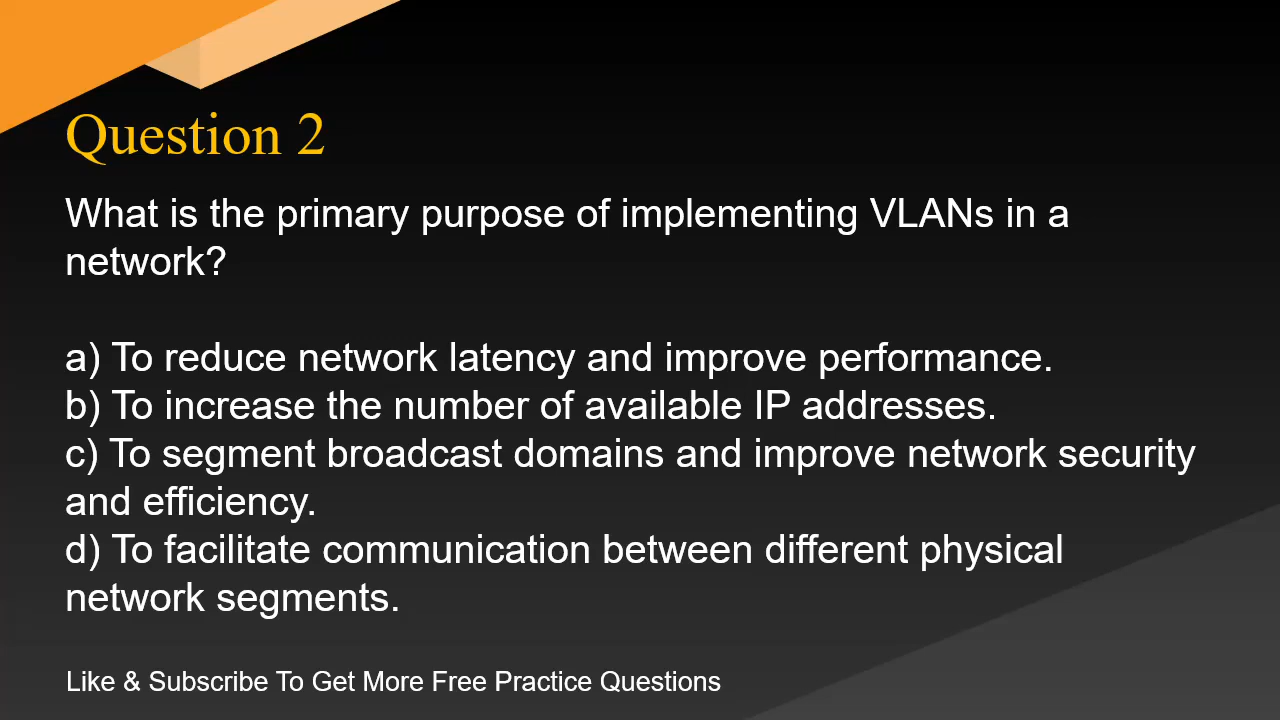 Question 2
What is the primary purpose of implementing VLANs in a
network?
a) To reduce network latency and improve performance.
b) To increase the number of available IP addresses.
c) To segment broadcast domains and improve network security
and efficiency.
d) To facilitate communication between different physical
network segments.
Like & Subscribe To Get More Free Practice Questions